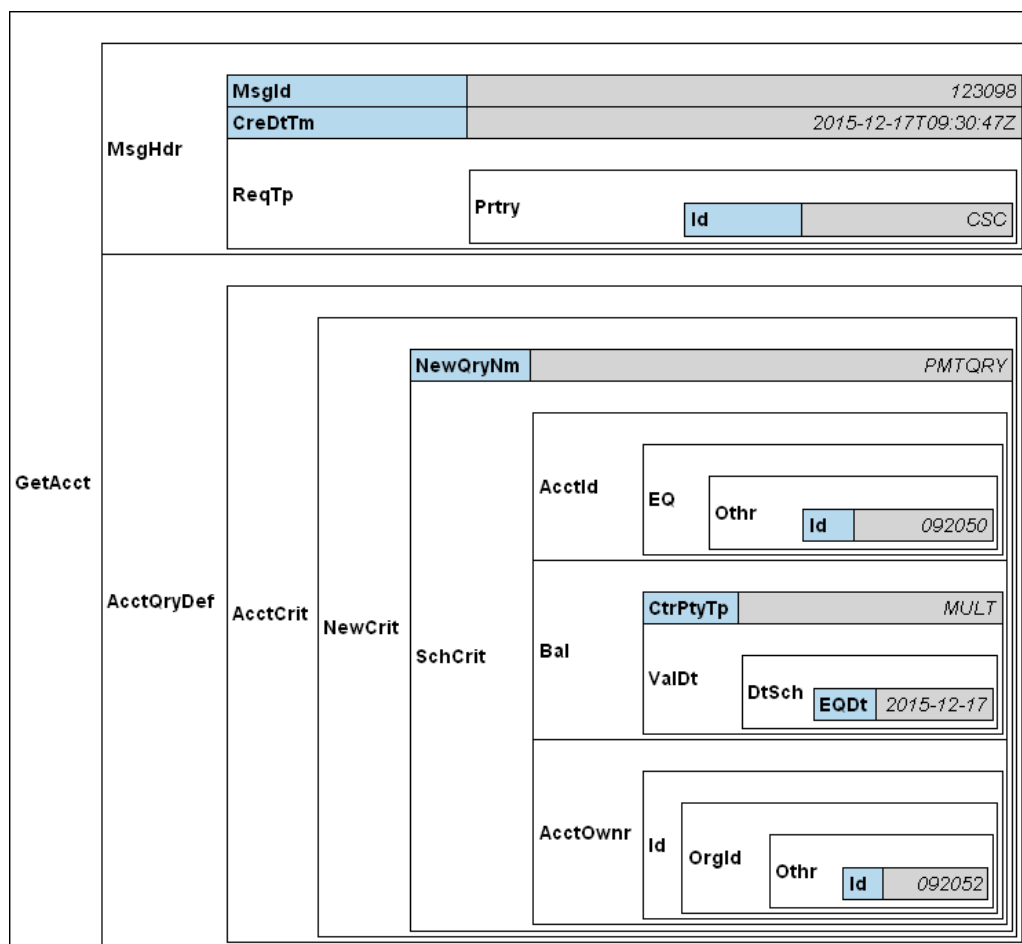 MsgId 123098
CreDtTm 2015-12-17T09:30:47Z
MsgHdr
ReqTp
Prtry
Id CSC
NewQryNm PMTQRY
GetAcct
AcctId
EQ
Othr
Id 092050
AcctQryDef
AcctCrit
NewCrit
SchCrit
CtrPtyTp MULT
Bal
ValDt
DtSch
EQDt 2015-12-17
AcctOwnr
Id
OrgId
Othr
Id 092052